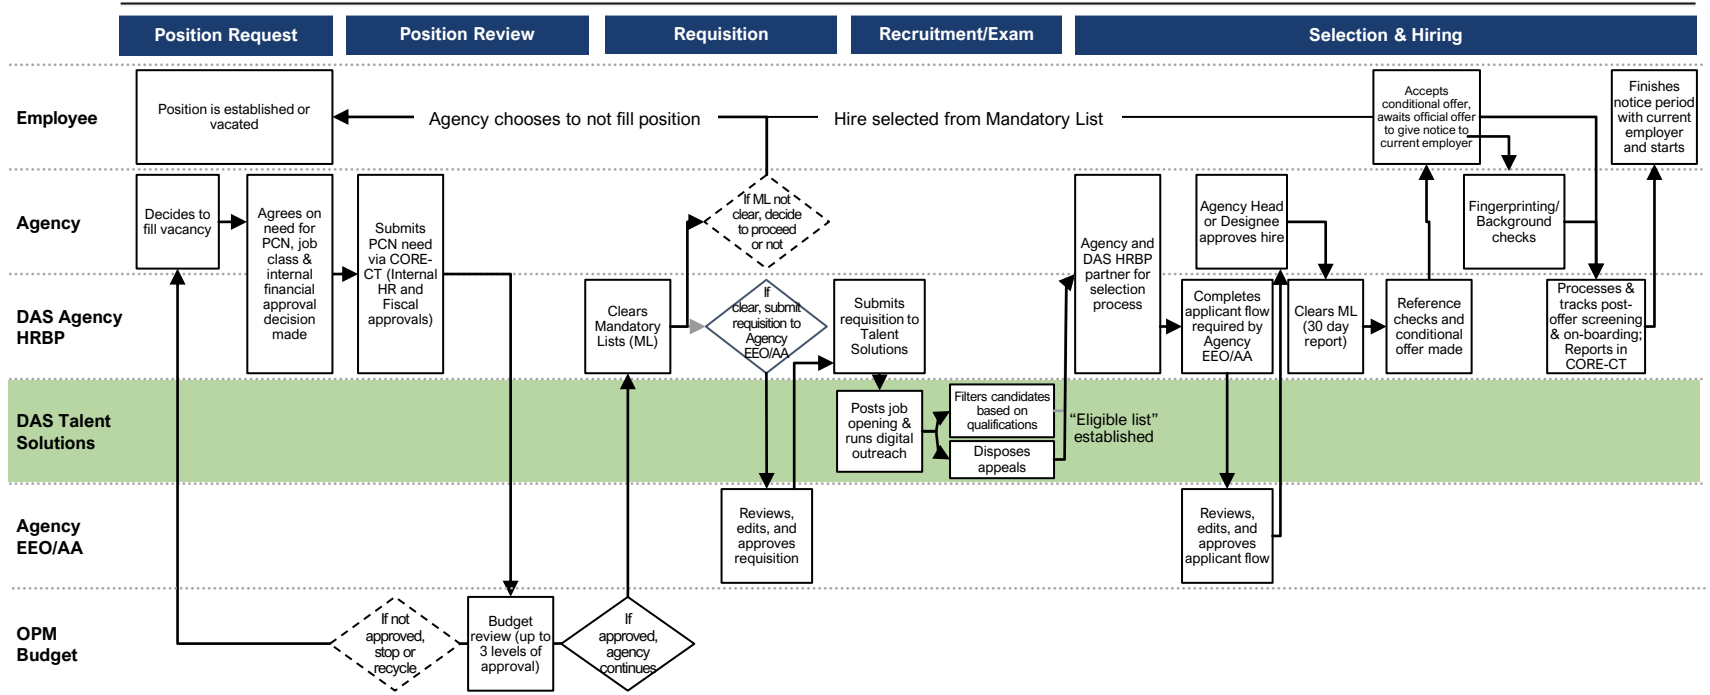 Position Request
Position Review
Requisition
Recruitment/Exam
Selection & Hiring
Employee
Position is established or
vacated
Agency chooses to not fill position
Hire selected from Mandatory List
Accepts
conditional offer,
awaits official offer
to give notice to
current employer
Finishes
notice period
with current
employer
and starts
Agency
Decides to
fill vacancy
Agrees on
need for
PCN, job
class &
internal
financial
approval
decision
made
Submits
PCN need
via CORE-
CT (Internal
HR and
Fiscal
approvals)
If ML not
clear, decide
to proceed
or not
Agency and
DAS HRBP
partner for
selection
process
Agency Head
or Designee
approves hire
Fingerprinting/
Background
checks
DAS Agency
HRBP
Clears
Mandatory
Lists (ML)
If
clear, submit
requisition to
Agency
EEO/AA
Submits
requisition to
Talent
Solutions
Completes
applicant flow
required by
Agency
EEO/AA
Clears ML
(30 day
report)
Reference
checks and
conditional
offer made
Processes &
tracks post-
offer screening
& on-boarding;
Reports in
CORE-CT
DAS Talent
Solutions
Posts job
opening &
runs digital
outreach
Filters candidates
based on
qualifications
Disposes
appeals
“Eligible list”
established
Agency
EEO/AA
Reviews,
edits, and
approves
requisition
Reviews,
edits, and
approves
applicant flow
OPM
Budget
If not
approved,
stop or
recycle
Budget
review (up to
3 levels of
approval)
If
approved,
agency
continues